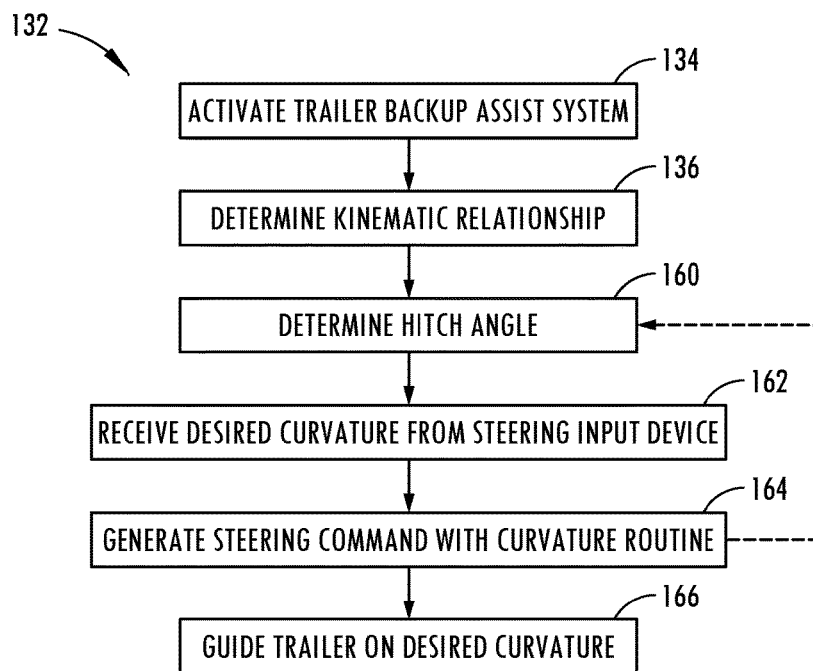 132
134
ACTIVATE TRAILER BACKUP ASSIST SYSTEM
136
DETERMINE KINEMATIC RELATIONSHIP
160
DETERMINE HITCH ANGLE
162
RECEIVE DESIRED CURVATURE FROM STEERING INPUT DEVICE
164
GENERATE STEERING COMMAND WITH CURVATURE ROUTINE
166
GUIDE TRAILER ON DESIRED CURVATURE